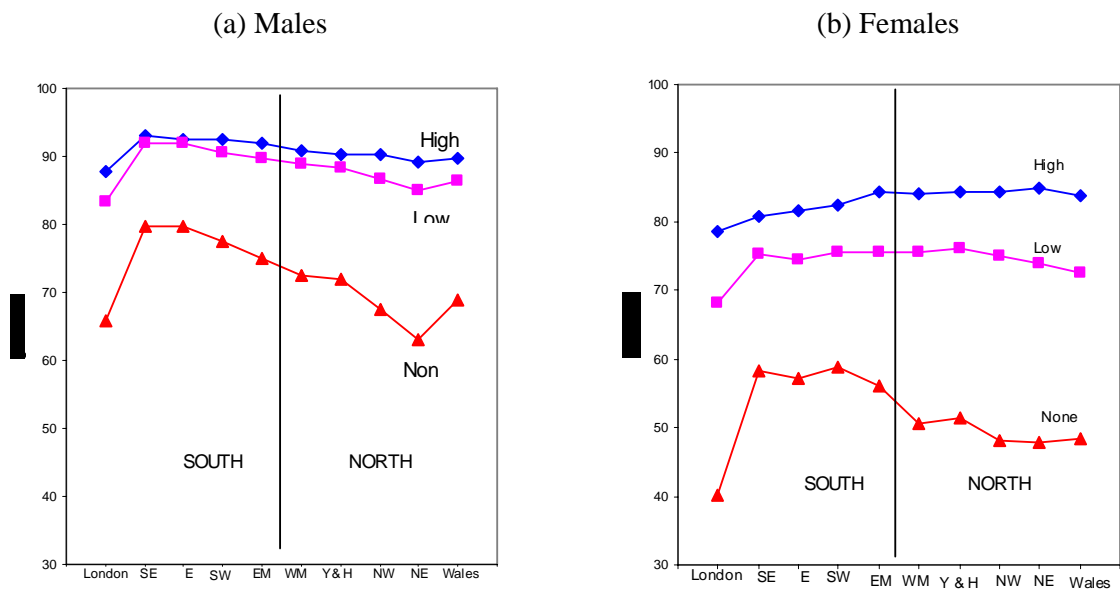 (a) Males
(b) Females
100
90
80
70
60
50
40
30
High
Low
Non
SOUTH
NORTH
London SE E SW EM WM Y & H NW NE Wales
100
90
80
70
60
50
40
30
High
Low
None
SOUTH
NORTH
London SE E SW EM WM Y & H NW NE Wales